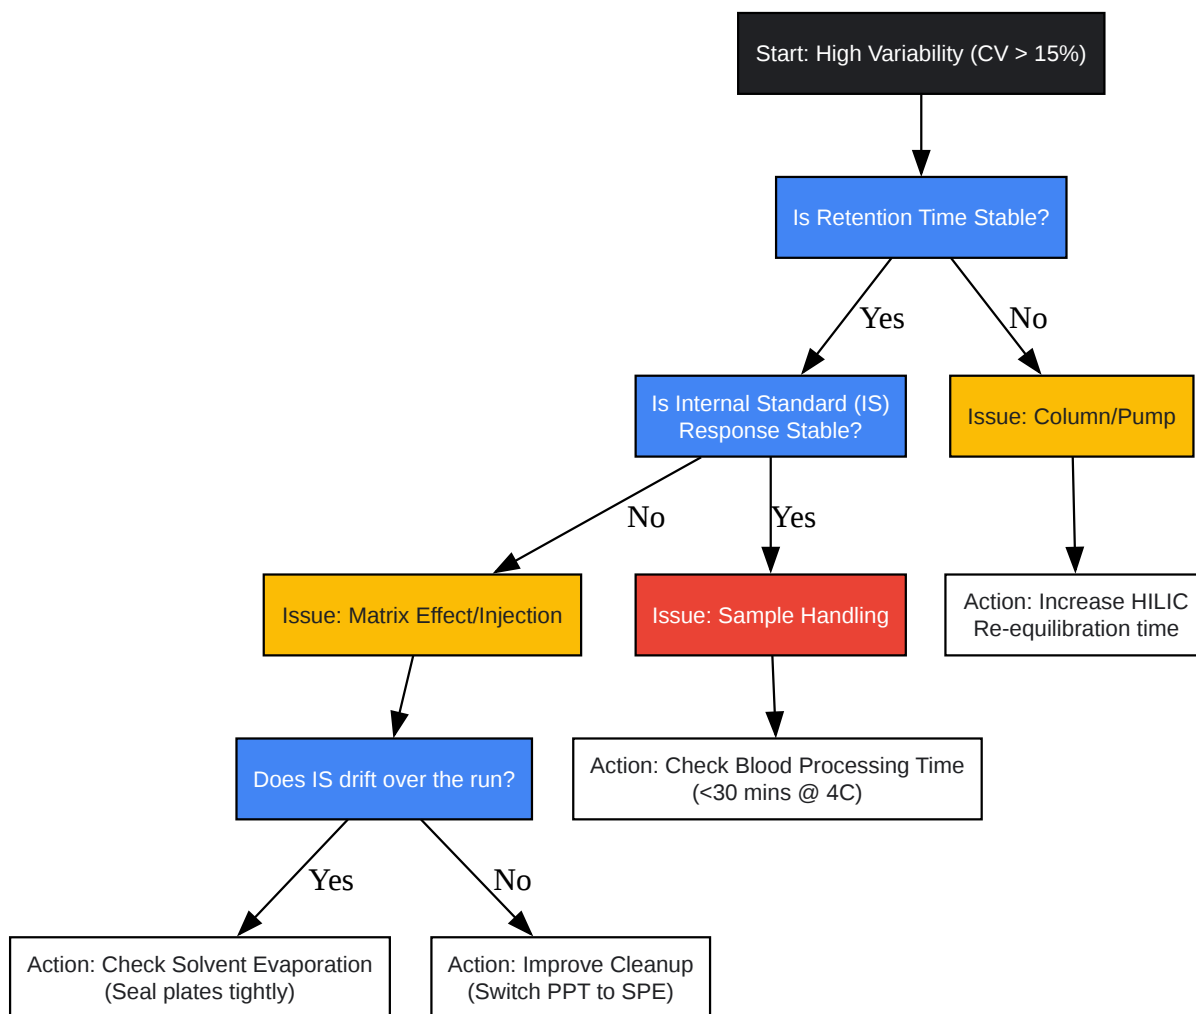 Start: High Variability (CV > 15%)
Is Retention Time Stable?
Yes
No
Is Internal Standard (IS)
Response Stable?
Issue: Column/Pump
No
Yes
Issue: Matrix Effect/Injection
Issue: Sample Handling
Action: Increase HILIC
Re-equilibration time
Does IS drift over the run?
Action: Check Blood Processing Time
(<30 mins @ 4C)
Yes
No
Action: Check Solvent Evaporation
(Seal plates tightly)
Action: Improve Cleanup
(Switch PPT to SPE)